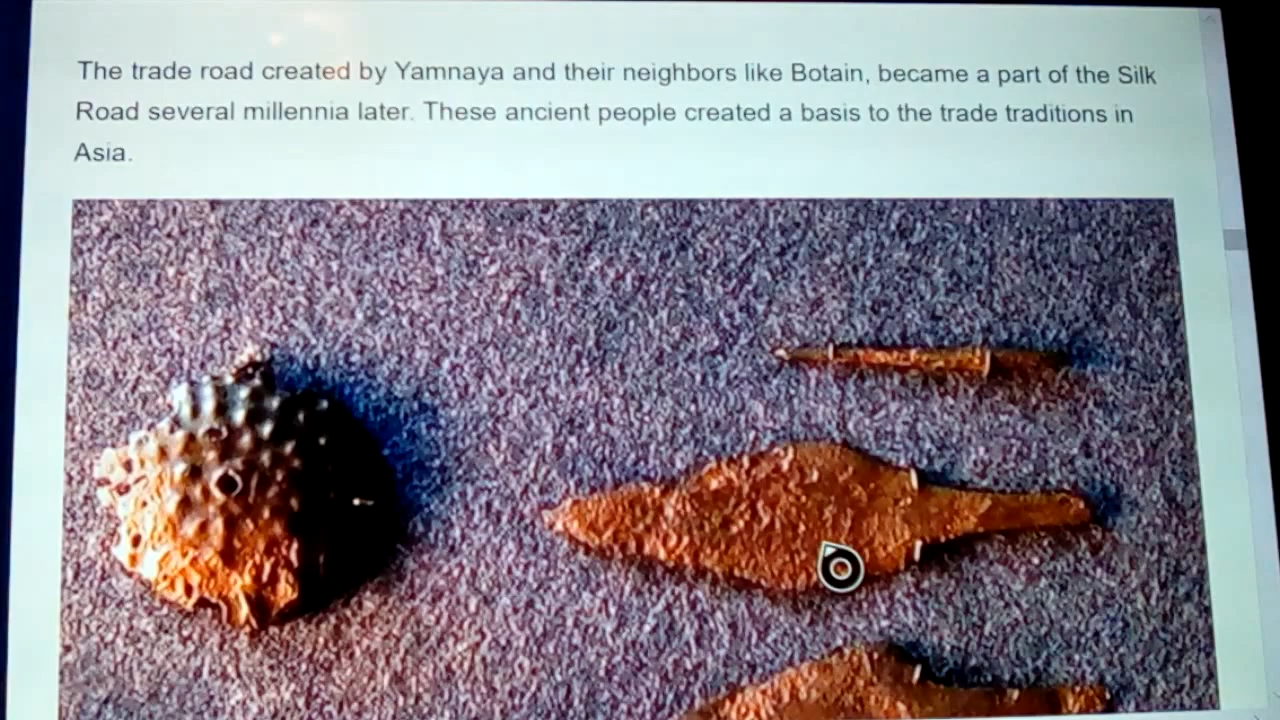 The trade road created by Yamnaya and their neighbors like Botain, became a part of the Silk
Road several millennia later. These ancient people created a basis to the trade traditions in
Asia.